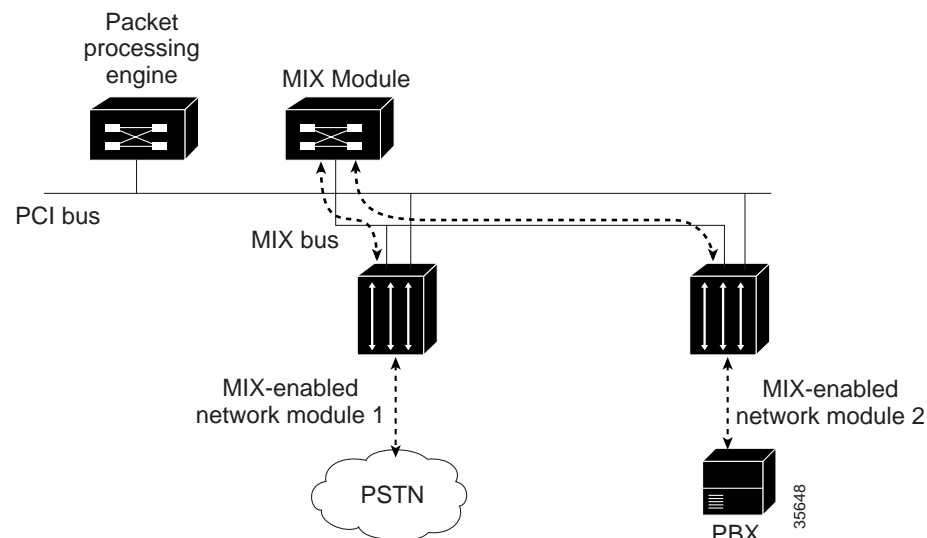 Packet
processing
engine
MIX Module
PCI bus
MIX bus
MIX-enabled
network module 1
MIX-enabled
network module 2
PSTN
PBX
35648